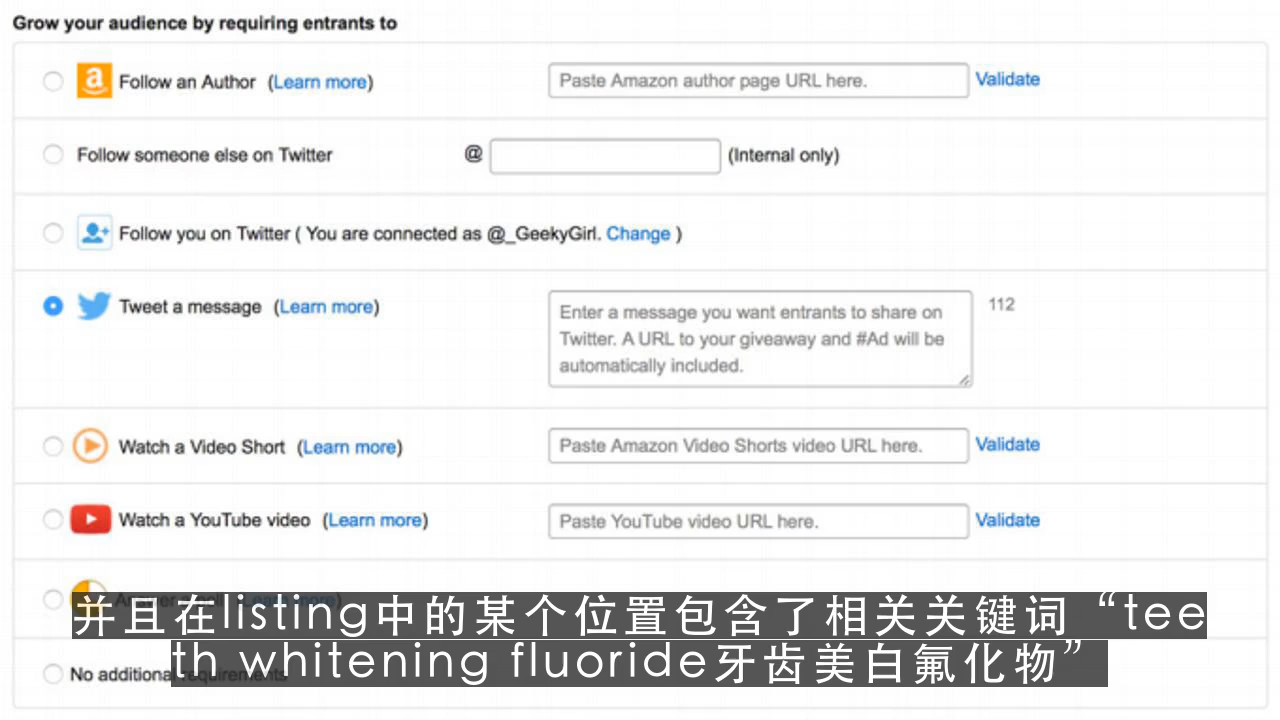 Grow your audience by requiring entrants to
Follow an Author (Learn more)
Paste Amazon author page URL here.
Validate
Follow someone else on Twitter
@
(Internal only)
Follow you on Twitter ( You are connected as @_GeekyGirl. Change )
Tweet a message (Learn more)
Enter a message you want entrants to share on
Twitter. A URL to your giveaway and #Ad will be
automatically included.
112
Watch a Video Short (Learn more)
Paste Amazon Video Shorts video URL here.
Validate
Watch a YouTube video (Learn more)
Paste YouTube video URL here.
Validate
Answer a poll (Learn more)
No additional requirements
并且在listing中的某个位置包含了相关关键词“tee
th whitening fluoride牙齿美白氟化物”